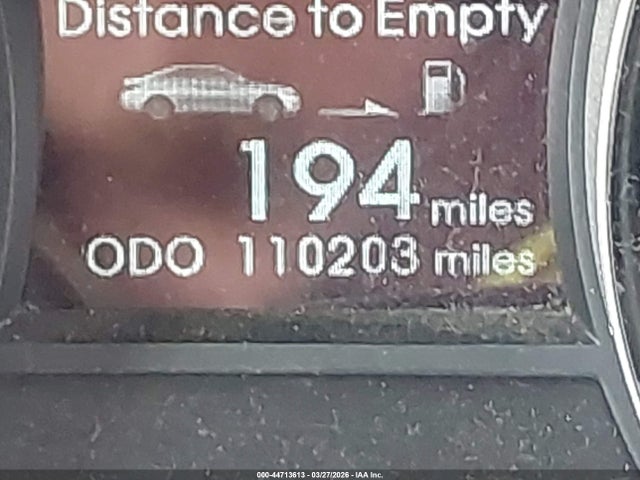 Distance to Empty
194 miles
ODO 110203 miles
000-44713613 - 03/27/2026 - IAA Inc.